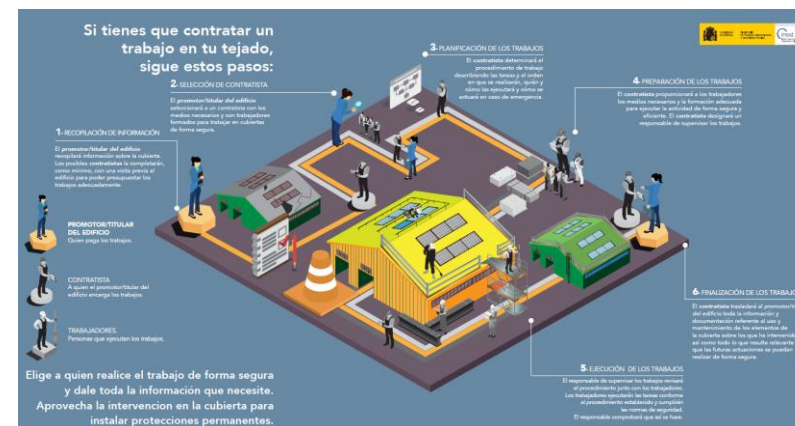 Si tienes que contratar un
trabajo en tu tejado,
sigue estos pasos:
1- RECOPILACIÓN DE INFORMACIÓN
El promotor/titular del edificio
recopilará información sobre la cubierta.
Los posibles contratistas la completarán,
como mínimo, con una visita previa al
edificio para poder presupuestar los
trabajos adecuadamente.
2- SELECCIÓN DE CONTRATISTA
El promotor/titular del edificio
seleccionará a un contratista con los
medios necesarios y con trabajadores
formados para trabajar en cubiertas
de forma segura.
3- PLANIFICACIÓN DE LOS TRABAJOS
El contratista determinará el
procedimiento de trabajo
describiendo las tareas y el orden
en que se realizarán, quién y
cómo las ejecutará y cómo se
actuará en caso de emergencia.
4- PREPARACIÓN DE LOS TRABAJOS
El contratista proporcionará a los trabajadores
los medios necesarios y la formación adecuada
para ejecutar la actividad de forma segura y
eficiente. El contratista designará un
responsable de supervisar los trabajos.
5- EJECUCIÓN DE LOS TRABAJOS
El responsable de supervisar los trabajos revisará
el procedimiento junto con los trabajadores.
Los trabajadores ejecutarán las tareas conforme
al procedimiento establecido y cumplirán
las normas de seguridad.
El responsable comprobará que así se hace.
6- FINALIZACIÓN DE LOS TRABAJO
El contratista trasladará al promotor/tit
del edificio toda la información y
documentación referente al uso y
mantenimiento de los elementos de
la cubierta sobre los que ha intervenido
así como todo lo que resulte relevante
que las futuras actuaciones se puedan
realizar de forma segura.
PROMOTOR/TITULAR
DEL EDIFICIO
Quien paga los trabajos.
CONTRATISTA
A quien el promotor/titular del
edificio encarga los trabajos.
TRABAJADORES
Personas que ejecutan los trabajos.
Elige a quien realice el trabajo de forma segura
y dale toda la información que necesite.
Aprovecha la intervencion en la cubierta para
instalar protecciones permanentes.